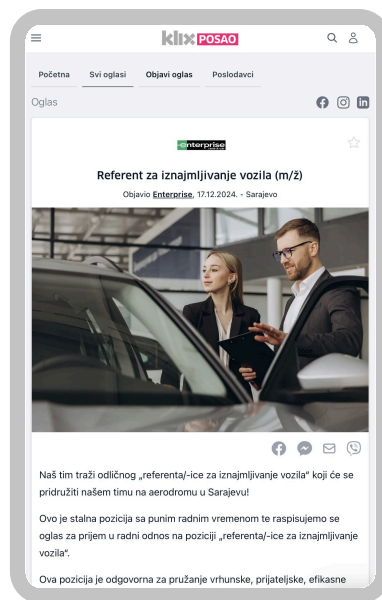 klix POSAO
Početna Svi oglasi Objavi oglas Poslodavci
Oglas
enterprise
Referent za iznajmljivanje vozila (m/ž)
Objavio Enterprise, 17.12.2024. - Sarajevo
Naš tim traži odličnog „referenta/-ice za iznajmljivanje vozila“ koji će se
pridružiti našem timu na aerodromu u Sarajevu!
Ovo je stalna pozicija sa punim radnim vremenom te raspisujemo se
oglas za prijem u radni odnos na poziciji „referenta/-ice za iznajmljivanje
vozila“.
Ova pozicija je odgovorna za pružanje vrhunske, prijateljske, efikasne